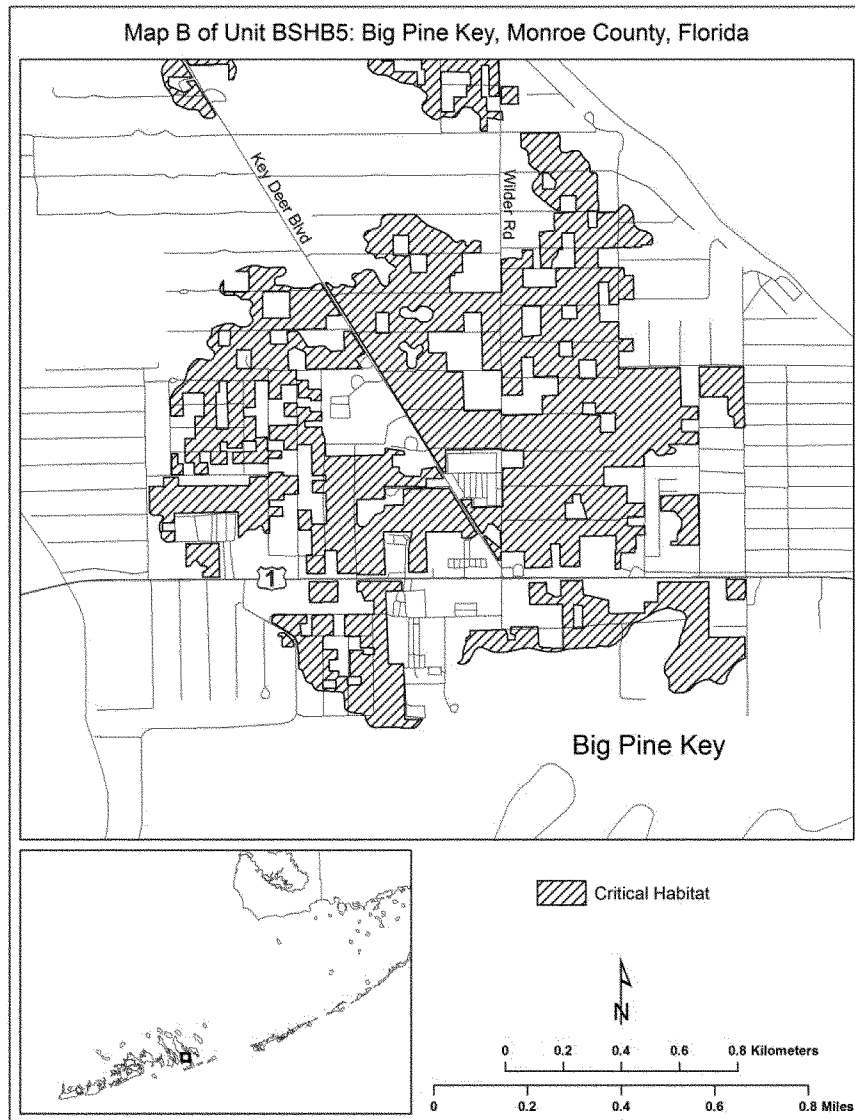 Map B of Unit BSHB5: Big Pine Key, Monroe County, Florida
Key Deer Blvd
Wilder Rd
1
Big Pine Key
Critical Habitat
N
0 0.2 0.4 0.6 0.8 Kilometers
0 0.2 0.4 0.6 0.8 Miles